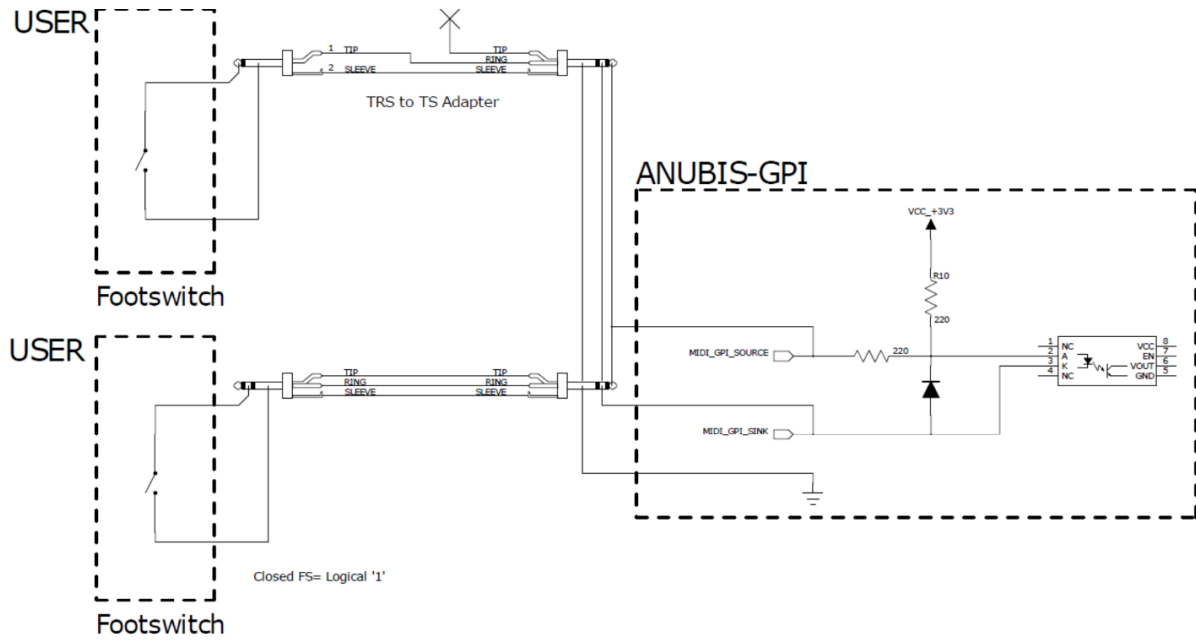 USER
1 TIP
2 SLEEVE
TIP
RING
SLEEVE
TRS to TS Adapter
Footswitch
ANUBIS-GPI
VCC_+3V3
R10
220
MIDI_GPI_SOURCE
220
MIDI_GPI_SINK
1 NC
2 A
3 K
4 NC
VCC 8
EN 7
VOUT 6
GND 5
USER
TIP
RING
SLEEVE
TIP
RING
SLEEVE
Closed FS= Logical '1'
Footswitch